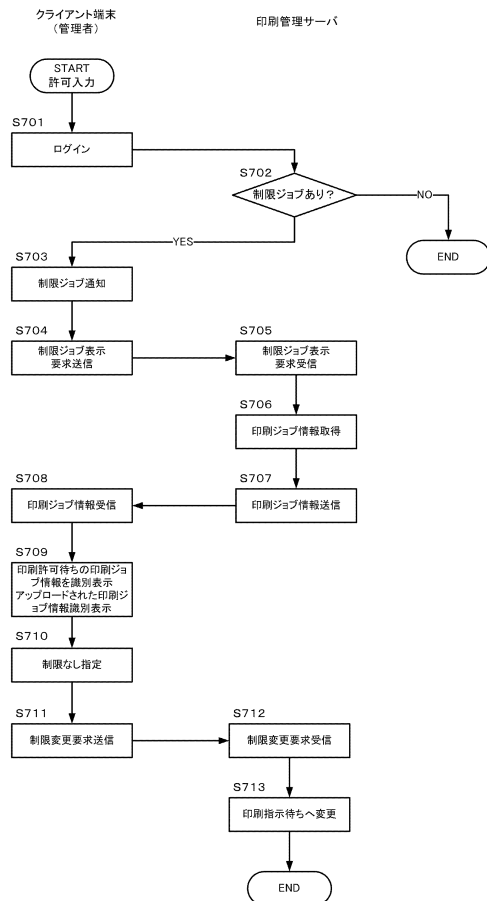 クライアント端末
（管理者）
印刷管理サーバ
START
許可入力
S701
ログイン
S702
制限ジョブあり？
NO
END
YES
S703
制限ジョブ通知
S704
制限ジョブ表示
要求送信
S705
制限ジョブ表示
要求受信
S706
印刷ジョブ情報取得
S707
印刷ジョブ情報送信
S708
印刷ジョブ情報受信
S709
印刷許可待ちの印刷ジョ
ブ情報を識別表示
アップロードされた印刷ジ
ョブ情報識別表示
S710
制限なし指定
S711
制限変更要求送信
S712
制限変更要求受信
S713
印刷指示待ちへ変更
END